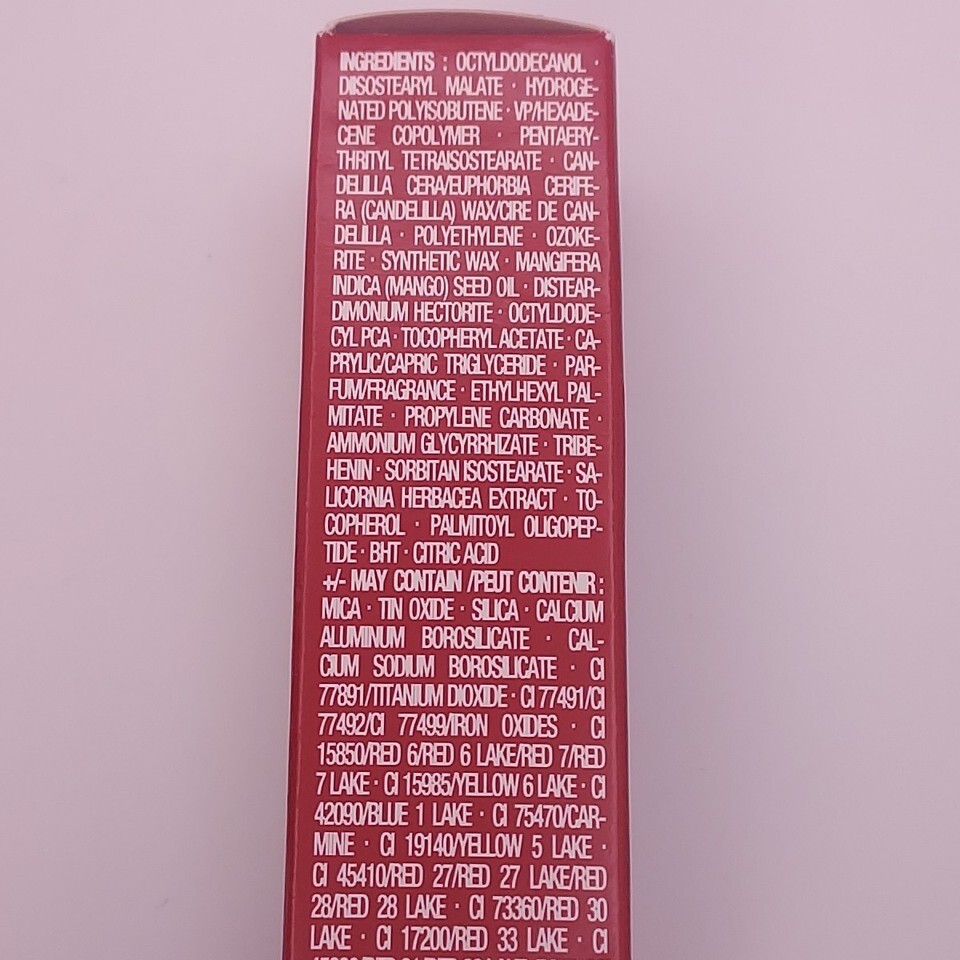 INGREDIENTS : OCTYLDODECANOL ·
DIISOSTEARYL MALATE · HYDROGE-
NATED POLYISOBUTENE · VP/HEXADE-
CENE COPOLYMER · PENTAERY-
THRITYL TETRAISOSTEARATE · CAN-
DELILLA CERA/EUPHORBIA CERIFE-
RA (CANDELILLA) WAX/CIRE DE CAN-
DELILLA · POLYETHYLENE · OZOKE-
RITE · SYNTHETIC WAX · MANGIFERA
INDICA (MANGO) SEED OIL · DISTEAR-
DIMONIUM HECTORITE · OCTYLDODE-
CYL PCA · TOCOPHERYL ACETATE · CA-
PRYLIC/CAPRIC TRIGLYCERIDE · PAR-
FUM/FRAGRANCE · ETHYLHEXYL PAL-
MITATE · PROPYLENE CARBONATE ·
AMMONIUM GLYCYRRHIZATE · TRIBE-
HENIN · SORBITAN ISOSTEARATE · SA-
LICORNIA HERBACEA EXTRACT · TO-
COPHEROL · PALMITOYL OLIGOPEP-
TIDE · BHT · CITRIC ACID
+/- MAY CONTAIN /PEUT CONTENIR :
MICA · TIN OXIDE · SILICA · CALCIUM
ALUMINUM BOROSILICATE · CAL-
CIUM SODIUM BOROSILICATE · CI
77891/TITANIUM DIOXIDE · CI 77491/CI
77492/CI 77499/IRON OXIDES · CI
15850/RED 6/RED 6 LAKE/RED 7/RED
7 LAKE · CI 15985/YELLOW 6 LAKE · CI
42090/BLUE 1 LAKE · CI 75470/CAR-
MINE · CI 19140/YELLOW 5 LAKE ·
CI 45410/RED 27/RED 27 LAKE/RED
28/RED 28 LAKE · CI 73360/RED 30
LAKE · CI 17200/RED 33 LAKE · CI